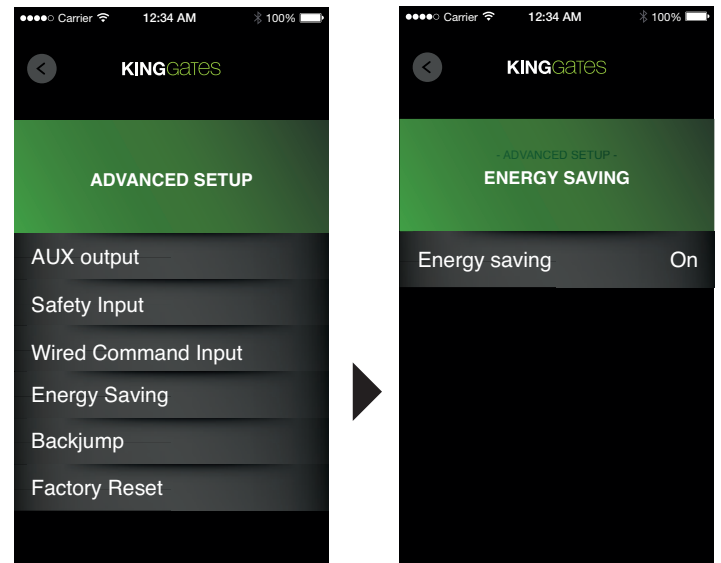 Carrier 12:34 AM 100%
KINGGATES
ADVANCED SETUP
AUX output
Safety Input
Wired Command Input
Energy Saving
Backjump
Factory Reset
Carrier 12:34 AM 100%
KINGGATES
- ADVANCED SETUP -
ENERGY SAVING
Energy saving On